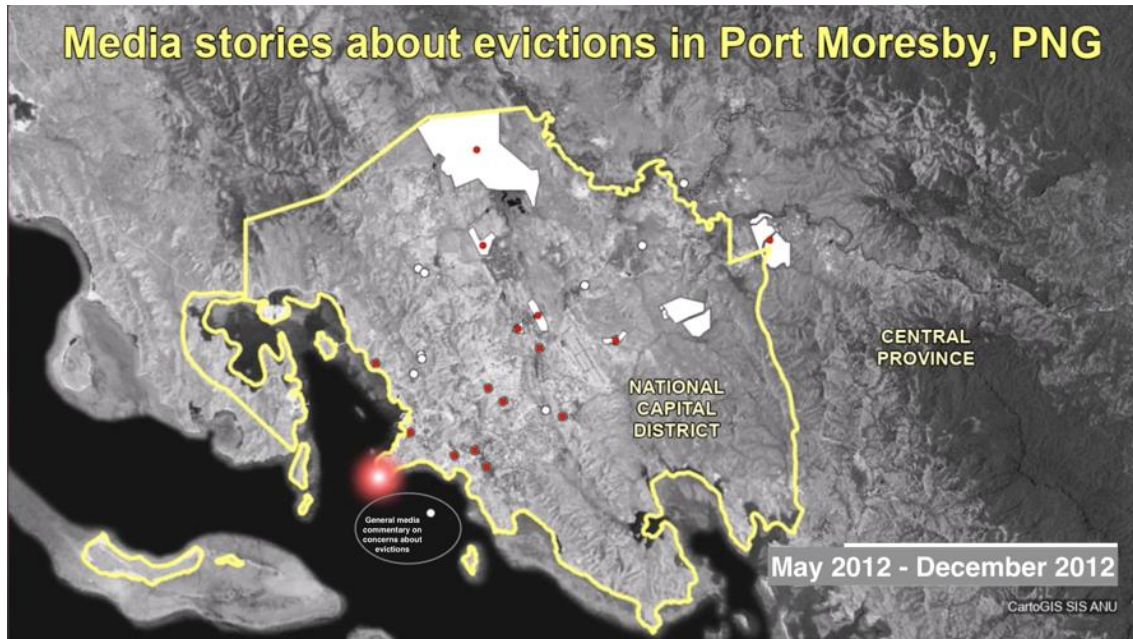 Media stories about evictions in Port Moresby, PNG
CENTRAL
PROVINCE
NATIONAL
CAPITAL
DISTRICT
General media
commentary on
concerns about
evictions
May 2012 - December 2012
CartoGIS SIS ANU